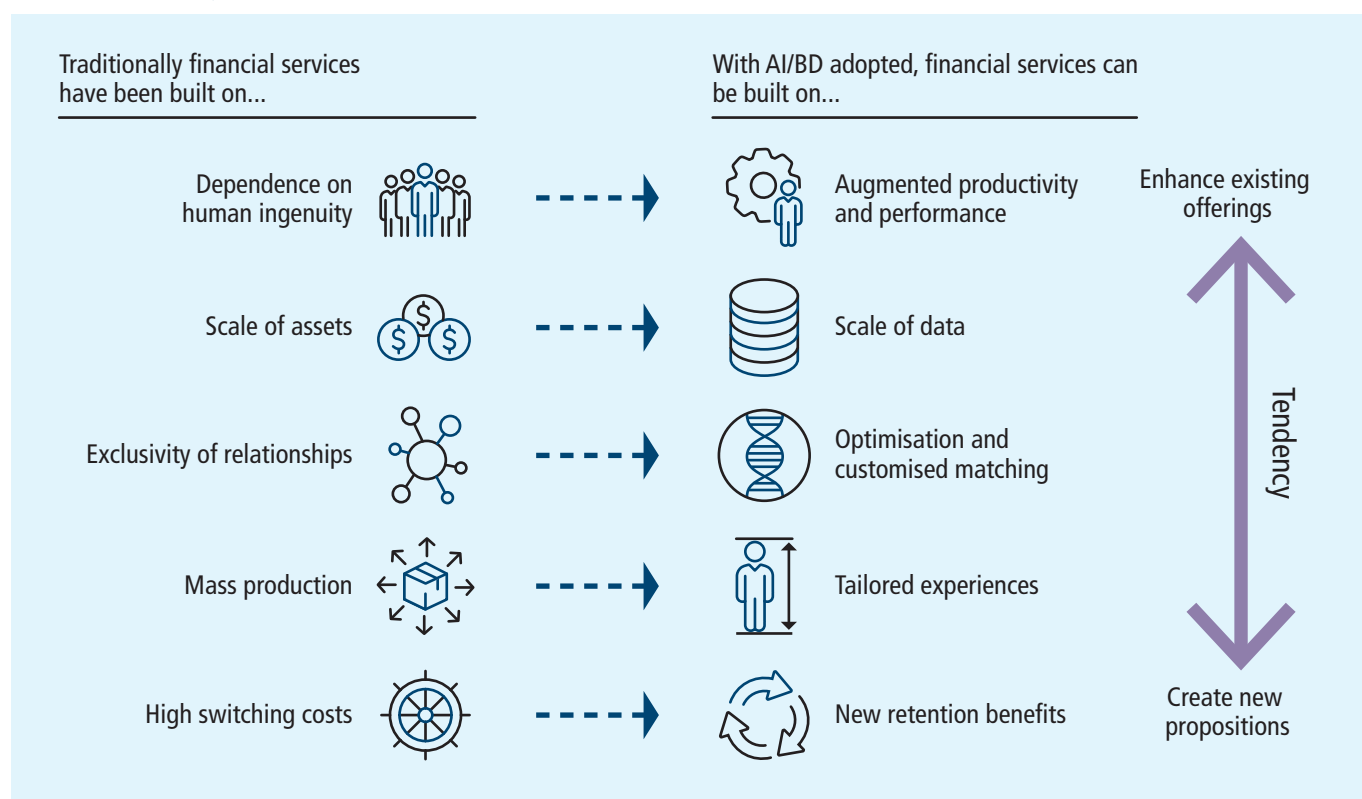 Traditionally financial services
have been built on...
With AI/BD adopted, financial services can
be built on...
Dependence on
human ingenuity
Augmented productivity
and performance
Enhance existing
offerings
Scale of assets
$
$
$
Scale of data
Exclusivity of relationships
Optimisation and
customised matching
Tendency
Mass production
Tailored experiences
High switching costs
New retention benefits
Create new
propositions